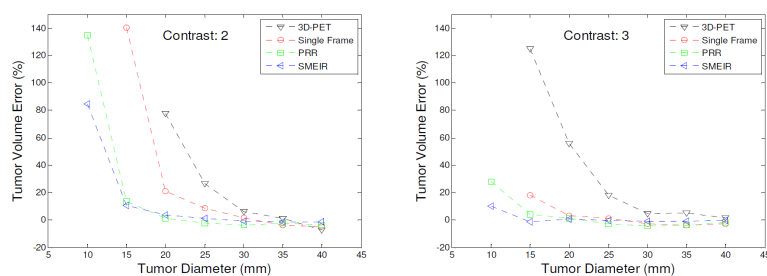 Contrast: 2
3D-PET
Single Frame
PRR
SMEIR
Tumor Volume Error (%)
140
120
100
80
60
40
20
0
-20
5 10 15 20 25 30 35 40 45
Tumor Diameter (mm)
Contrast: 3
3D-PET
Single Frame
PRR
SMEIR
Tumor Volume Error (%)
140
120
100
80
60
40
20
0
-20
5 10 15 20 25 30 35 40 45
Tumor Diameter (mm)